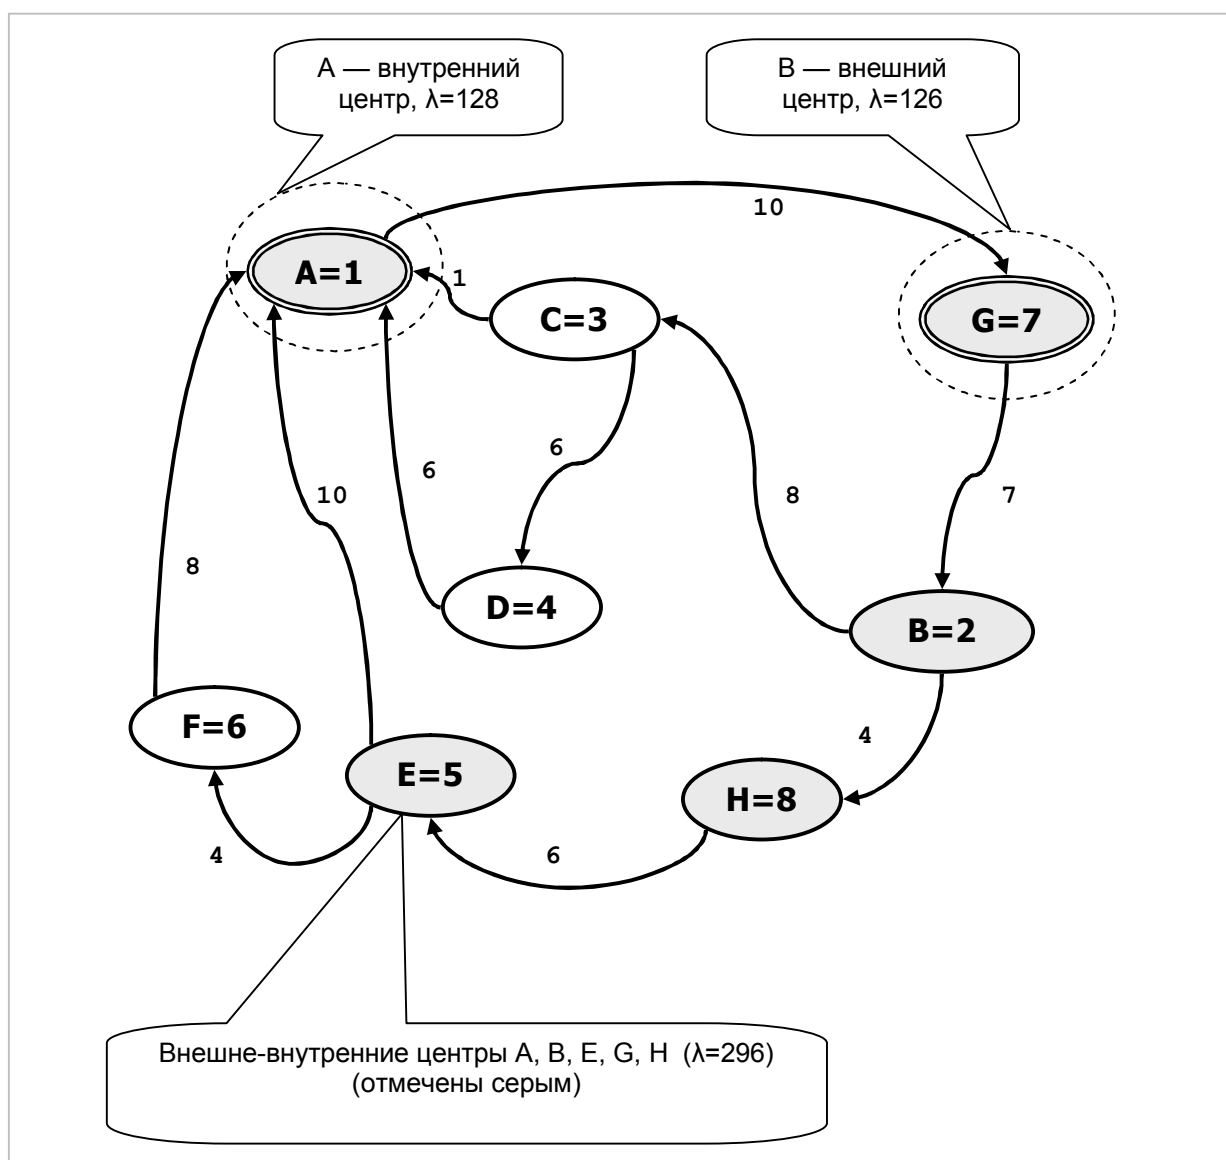 А — внутренний
центр, λ=128
В — внешний
центр, λ=126
10
A=1
1
C=3
G=7
6
6
10
8
7
8
D=4
B=2
F=6
4
E=5
H=8
4
6
Внешне-внутренние центры A, B, E, G, H (λ=296)
(отмечены серым)